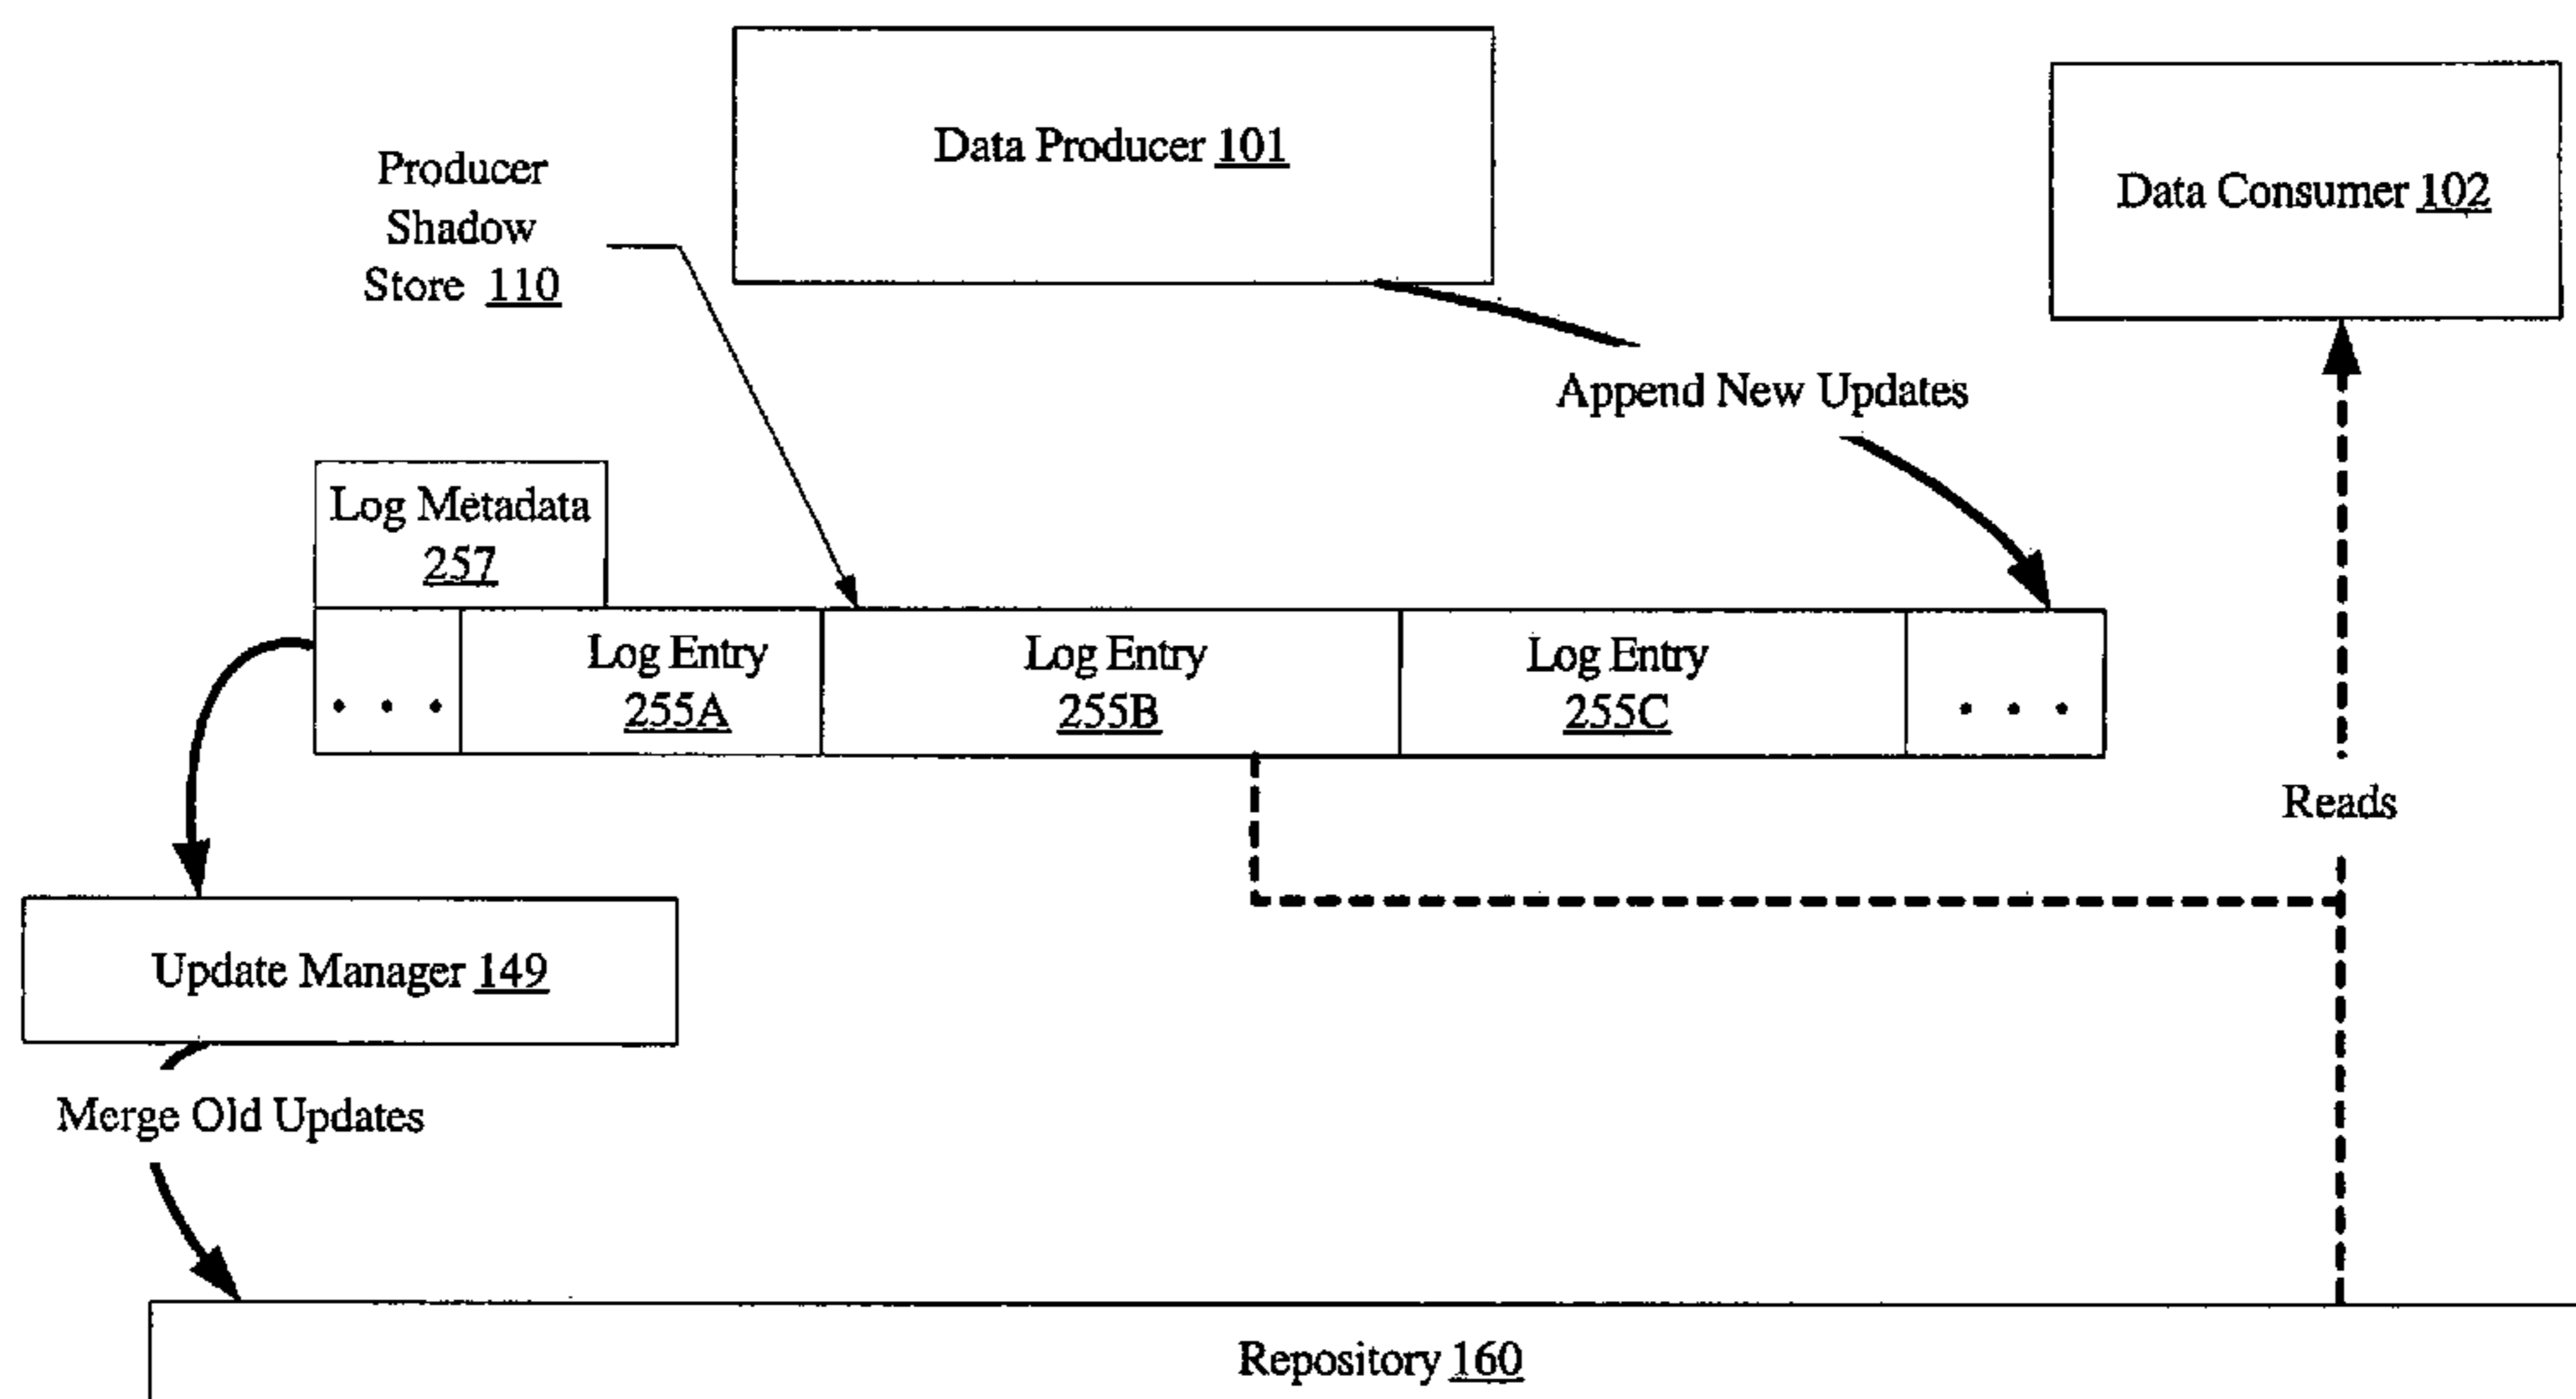 Data Producer 101
Data Consumer 102
Producer
Shadow
Store 110
Append New Updates
Log Metadata
257
. . .
Log Entry
255A
Log Entry
255B
Log Entry
255C
. . .
Reads
Update Manager 149
Merge Old Updates
Repository 160